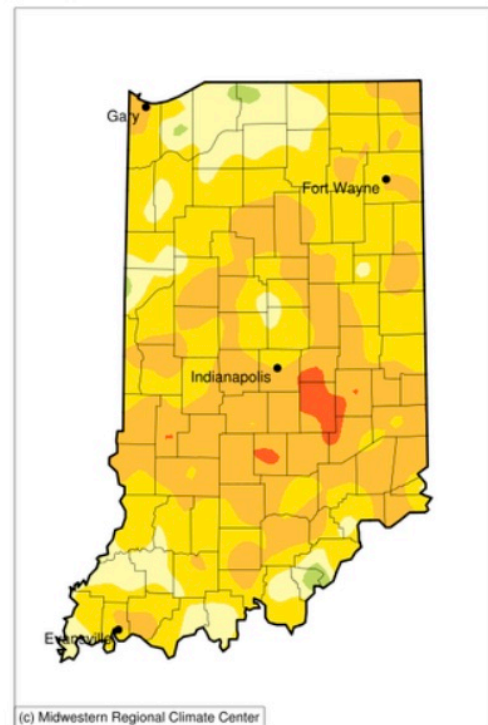 Gary
Fort Wayne
Indianapolis
Evansville
(c) Midwestern Regional Climate Center